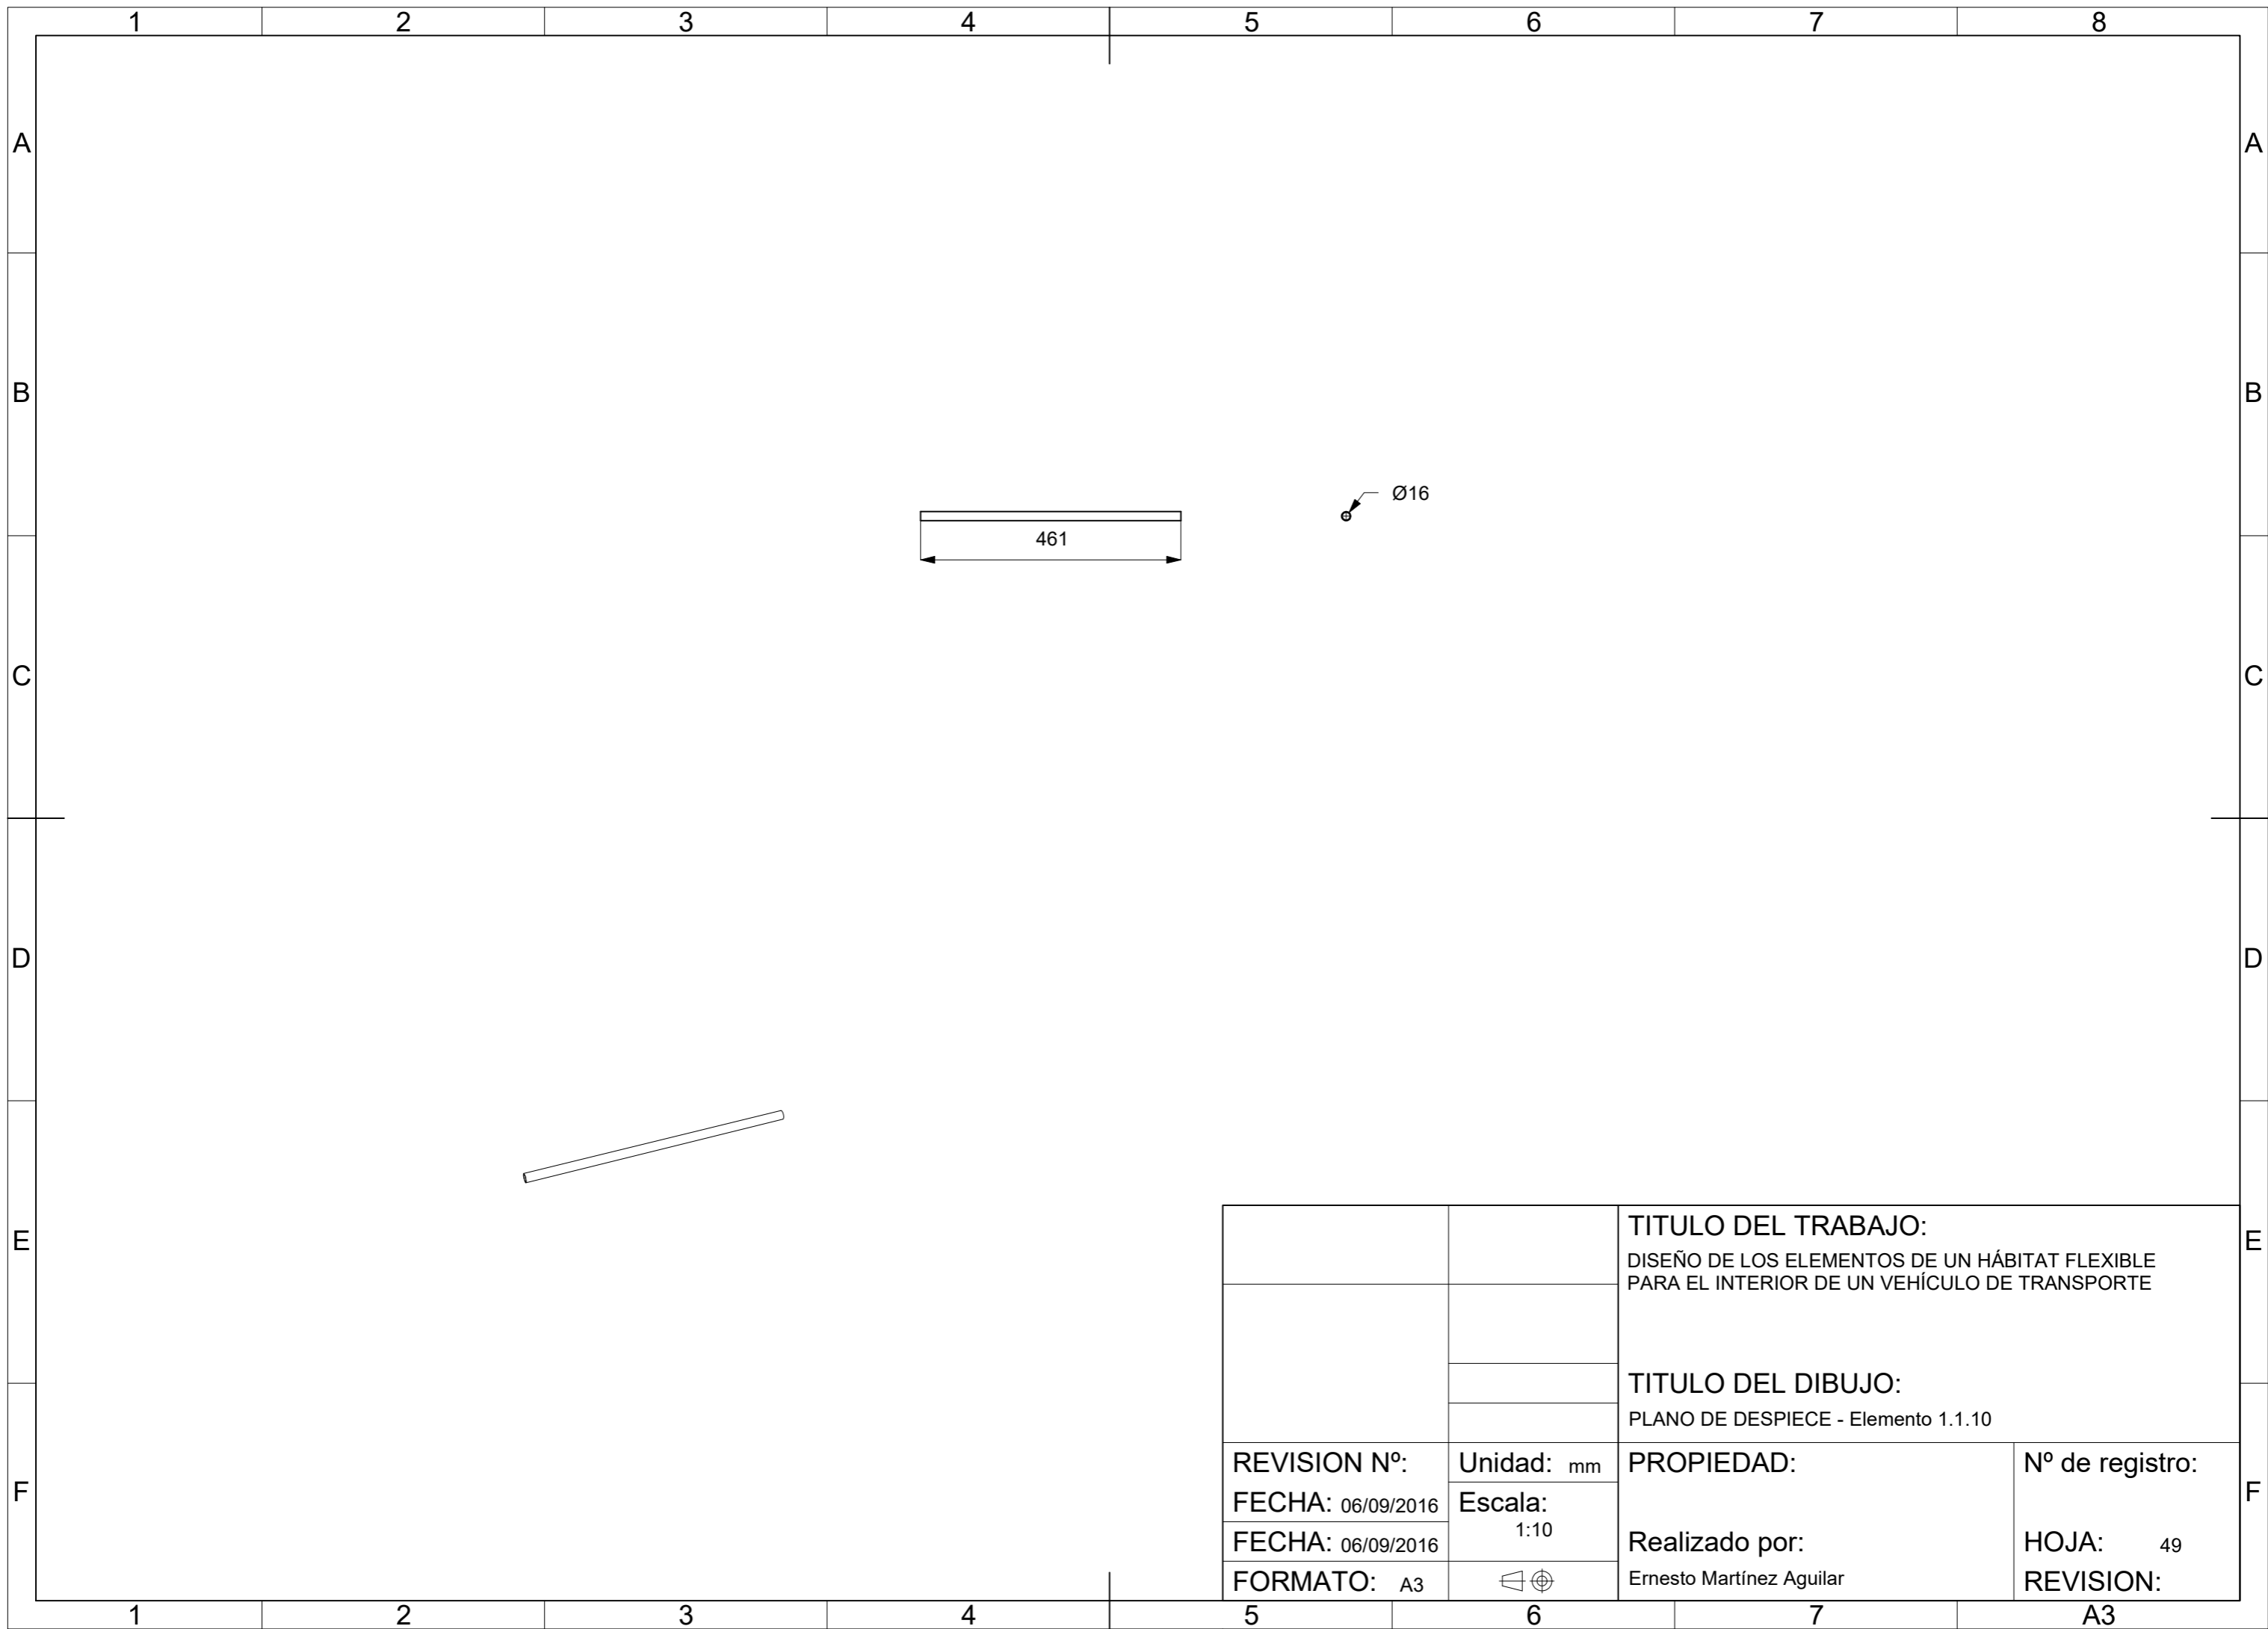 1 2 3 4 5 6 7 8
A A
B B
Ø16
461
C C
D D
E E
TITULO DEL TRABAJO:
DISEÑO DE LOS ELEMENTOS DE UN HÁBITAT FLEXIBLE
PARA EL INTERIOR DE UN VEHÍCULO DE TRANSPORTE
TITULO DEL DIBUJO:
PLANO DE DESPIECE - Elemento 1.1.10
F F
REVISION Nº: Unidad: mm PROPIEDAD: Nº de registro:
FECHA: 06/09/2016 Escala:
1:10
FECHA: 06/09/2016 Realizado por: HOJA: 49
FORMATO: A3 Ernesto Martínez Aguilar REVISION:
1 2 3 4 5 6 7 A3